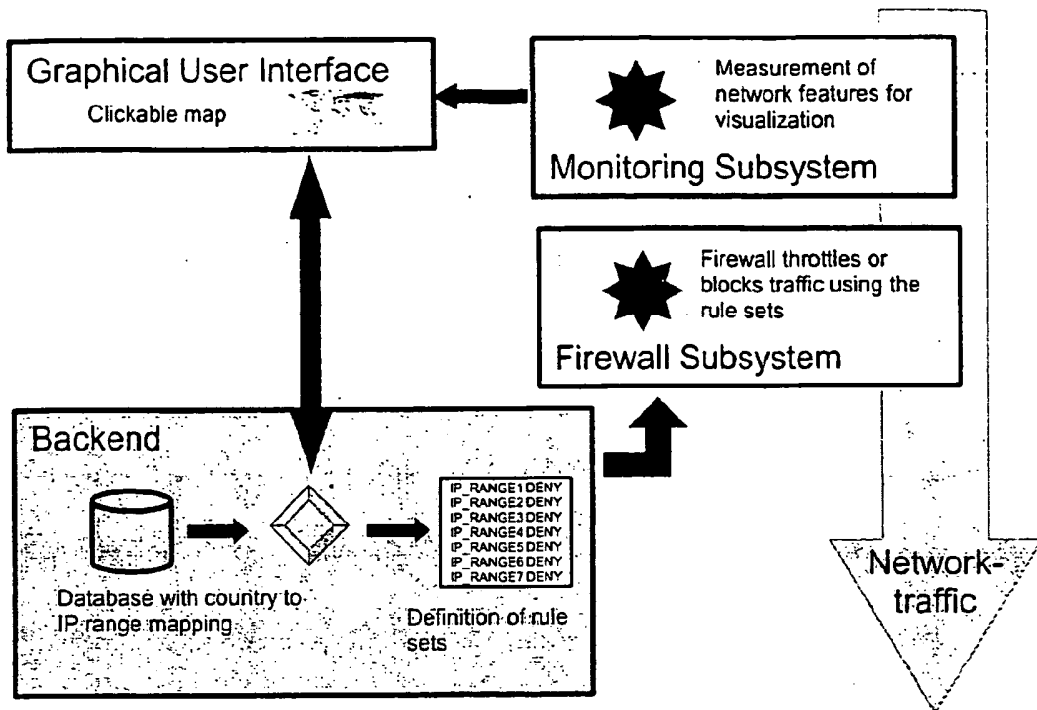 Graphical User Interface
Clickable map
Measurement of
network features for
visualization
Monitoring Subsystem
Firewall throttles or
blocks traffic using the
rule sets
Firewall Subsystem
Backend
IP_RANGE1 DENY
IP_RANGE2 DENY
IP_RANGE3 DENY
IP_RANGE4 DENY
IP_RANGE5 DENY
IP_RANGE6 DENY
IP_RANGE7 DENY
Database with country to
IP range mapping
Definition of rule
sets
Network-
traffic